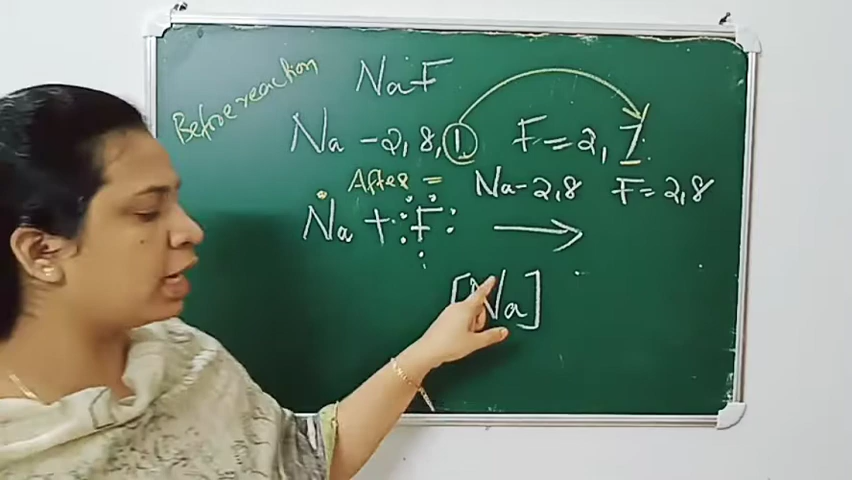 NaF
Before reaction
Na - 2, 8, 1 F = 2, 7
After = Na - 2, 8 F = 2, 8
Na + F →
[Na]